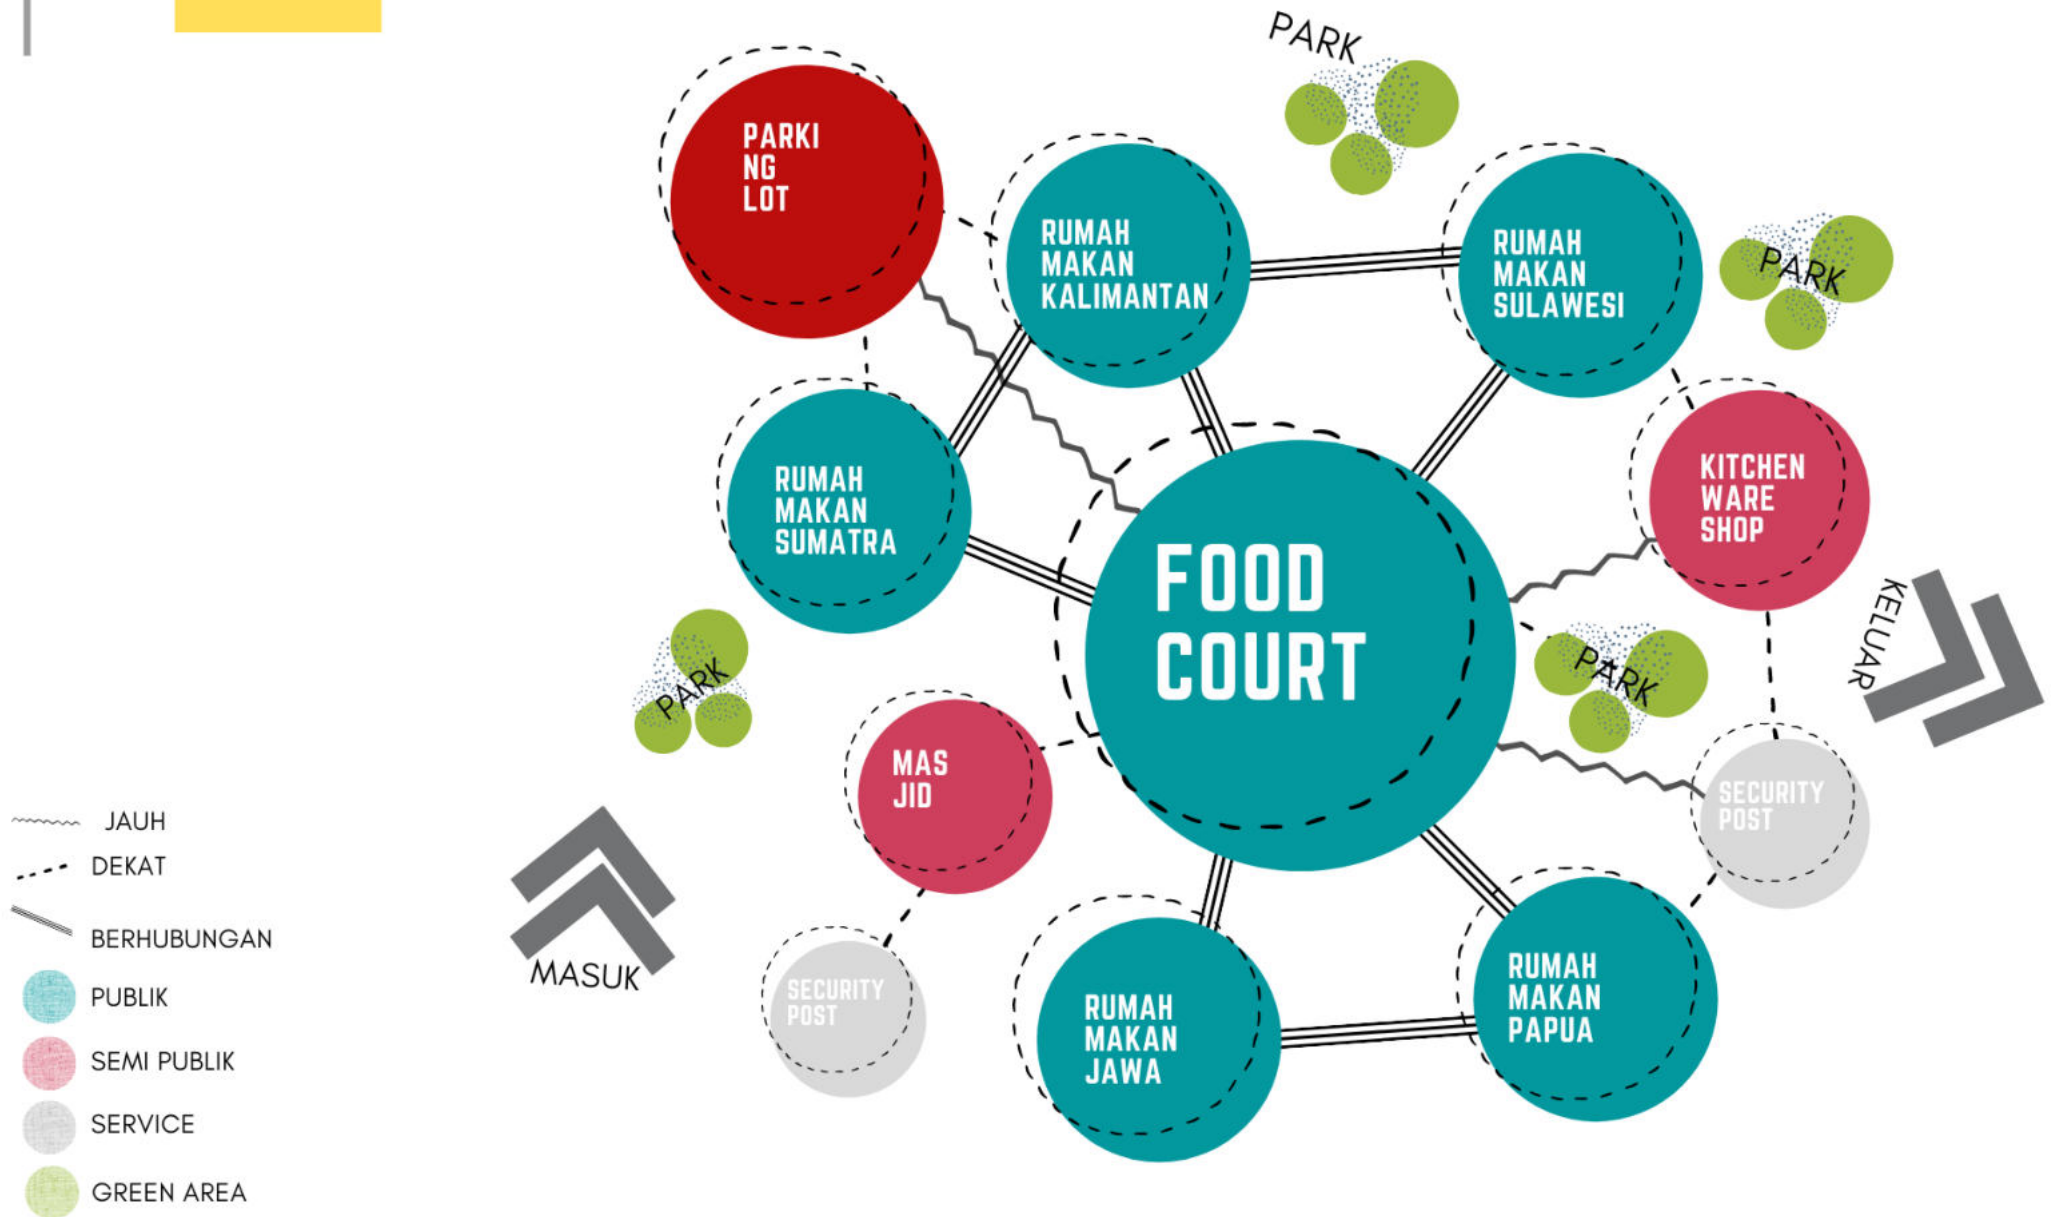 PARK
PARKI
NG
LOT
RUMAH
MAKAN
KALIMANTAN
RUMAH
MAKAN
SULAWESI
PARK
RUMAH
MAKAN
SUMATRA
KITCHEN
WARE
SHOP
FOOD
COURT
KELUAR
PARK
PARK
MAS
JID
SECURITY
POST
MASUK
SECURITY
POST
RUMAH
MAKAN
JAWA
RUMAH
MAKAN
PAPUA
JAUH
DEKAT
BERHUBUNGAN
PUBLIK
SEMI PUBLIK
SERVICE
GREEN AREA